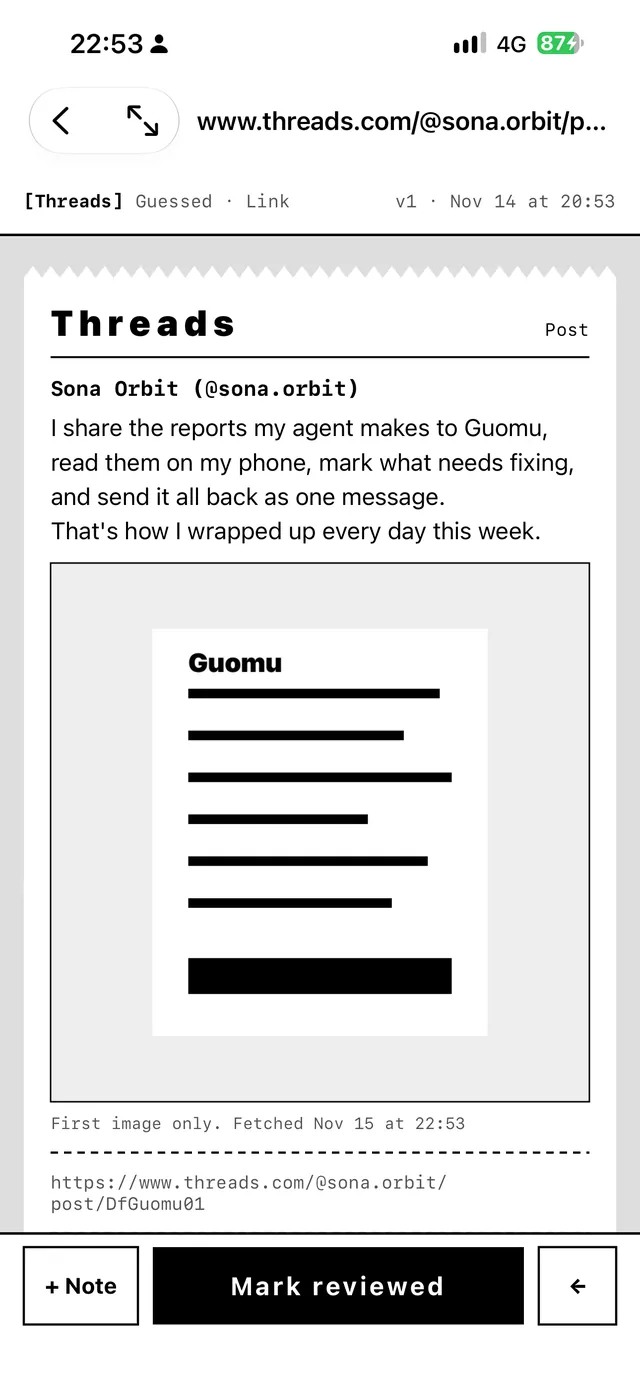 22:53
4G
87
www.threads.com/@sona.orbit/p...
[Threads] Guessed · Link
v1 · Nov 14 at 20:53
Threads
Post
Sona Orbit (@sona.orbit)
I share the reports my agent makes to Guomu,
read them on my phone, mark what needs fixing,
and send it all back as one message.
That's how I wrapped up every day this week.
Guomu
First image only. Fetched Nov 15 at 22:53
https://www.threads.com/@sona.orbit/
post/DfGuomu01
+ Note
Mark reviewed
←